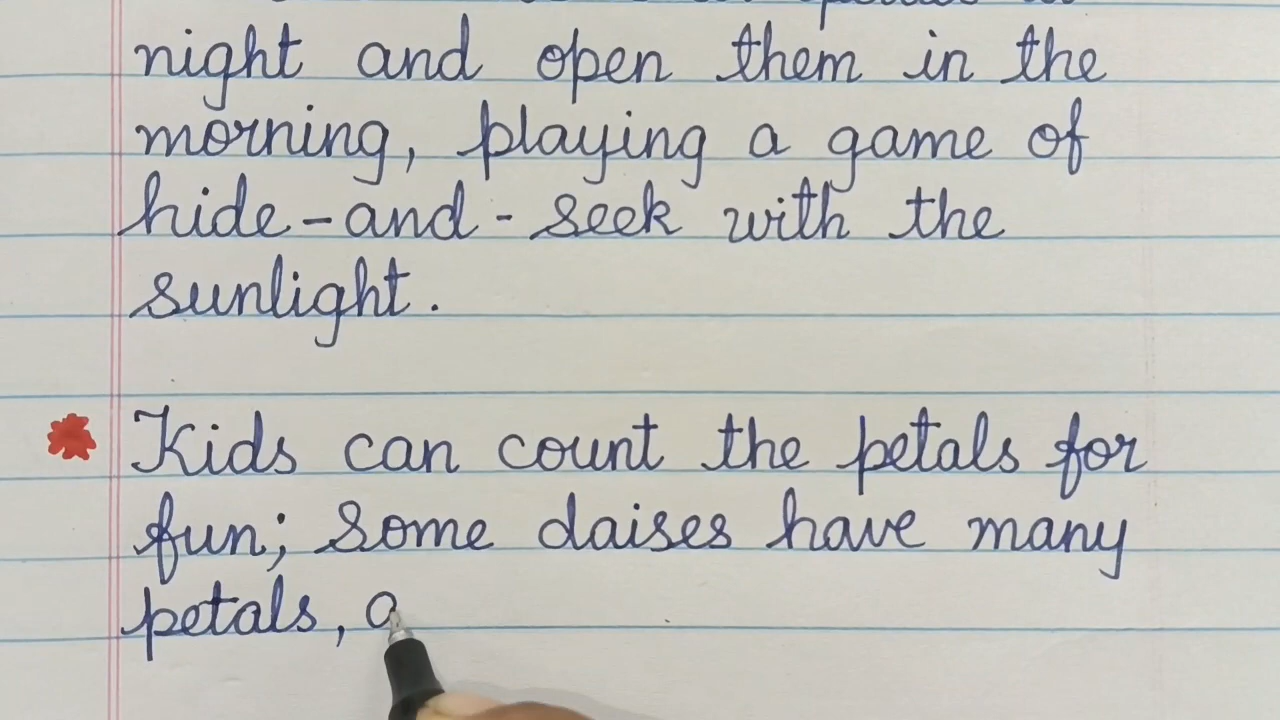 night and open them in the
morning, playing a game of
hide-and-seek with the
sunlight.
Kids can count the petals for
fun; some daises have many
petals,